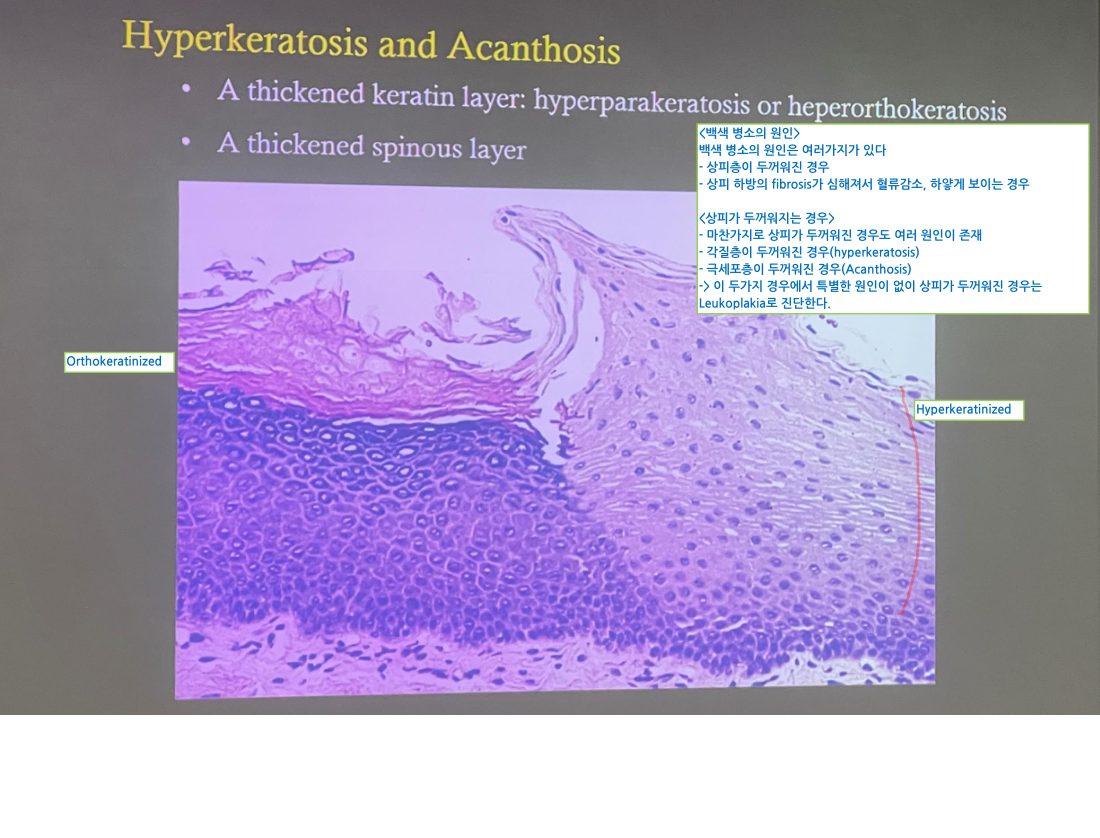 Hyperkeratosis and Acanthosis
• A thickened keratin layer: hyperparakeratosis or heperorthokeratosis
• A thickened spinous layer
<백색 병소의 원인>
백색 병소의 원인은 여러가지가 있다
- 상피층이 두꺼워진 경우
- 상피 하방의 fibrosis가 심해져서 혈류감소, 하얗게 보이는 경우
<상피가 두꺼워지는 경우>
- 마찬가지로 상피가 두꺼워진 경우도 여러 원인이 존재
- 각질층이 두꺼워진 경우(hyperkeratosis)
- 극세포층이 두꺼워진 경우(Acanthosis)
-> 이 두가지 경우에서 특별한 원인이 없이 상피가 두꺼워진 경우는
Leukoplakia로 진단한다.
Orthokeratinized
Hyperkeratinized